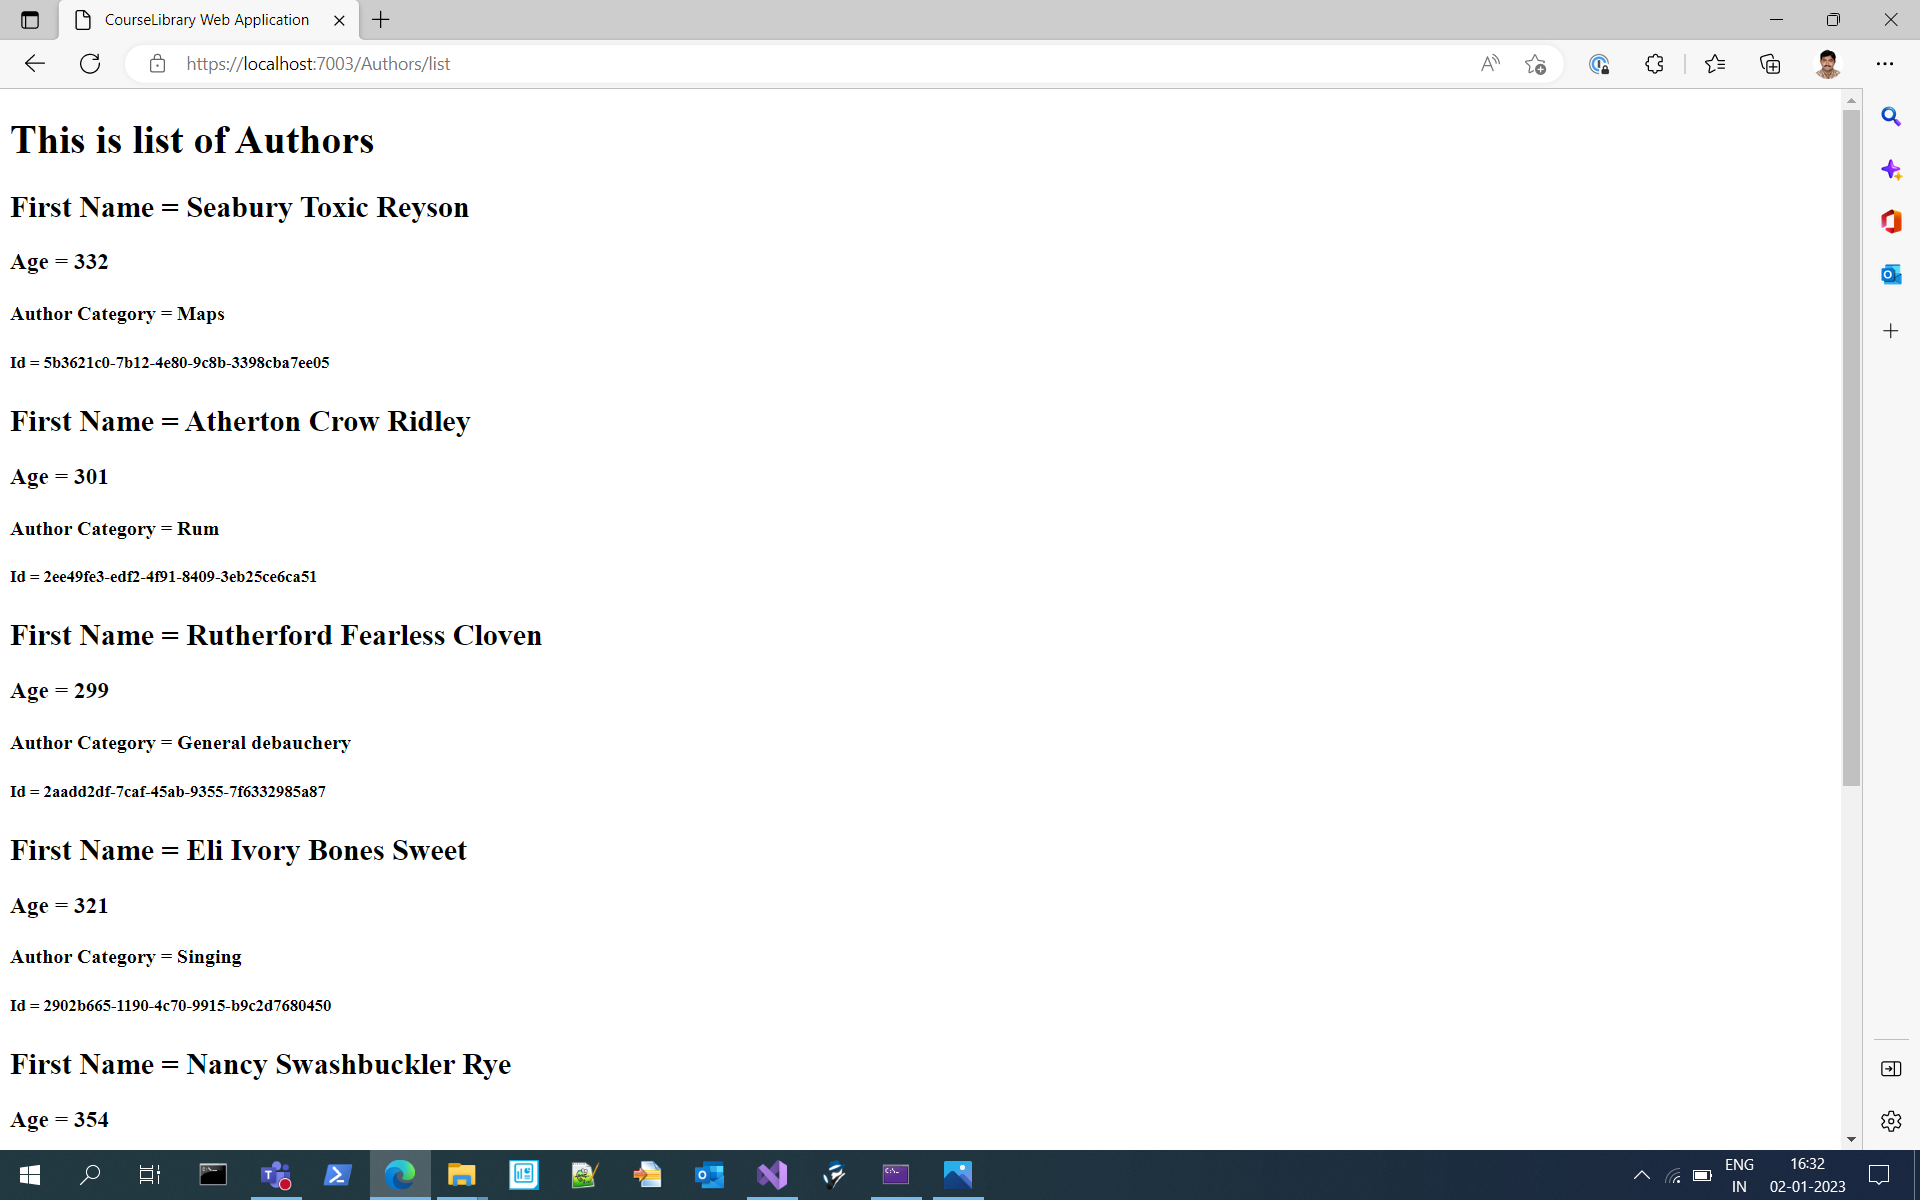 CourseLibrary Web Application
https://localhost:7003/Authors/list
This is list of Authors
First Name = Seabury Toxic Reyson
Age = 332
Author Category = Maps
Id = 5b3621c0-7b12-4e80-9c8b-3398cba7ee05
First Name = Atherton Crow Ridley
Age = 301
Author Category = Rum
Id = 2ee49fe3-edf2-4f91-8409-3eb25ce6ca51
First Name = Rutherford Fearless Cloven
Age = 299
Author Category = General debauchery
Id = 2aadd2df-7caf-45ab-9355-7f6332985a87
First Name = Eli Ivory Bones Sweet
Age = 321
Author Category = Singing
Id = 2902b665-1190-4c70-9915-b9c2d7680450
First Name = Nancy Swashbuckler Rye
Age = 354
ENG
IN
16:32
02-01-2023